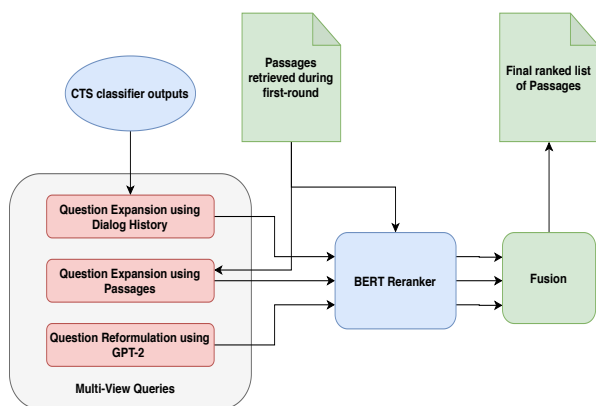 CTS classifier outputs
Passages
retrieved during
first-round
Final ranked list
of Passages
Question Expansion using
Dialog History
Question Expansion using
Passages
Question Reformulation using
GPT-2
Multi-View Queries
BERT Reranker
Fusion